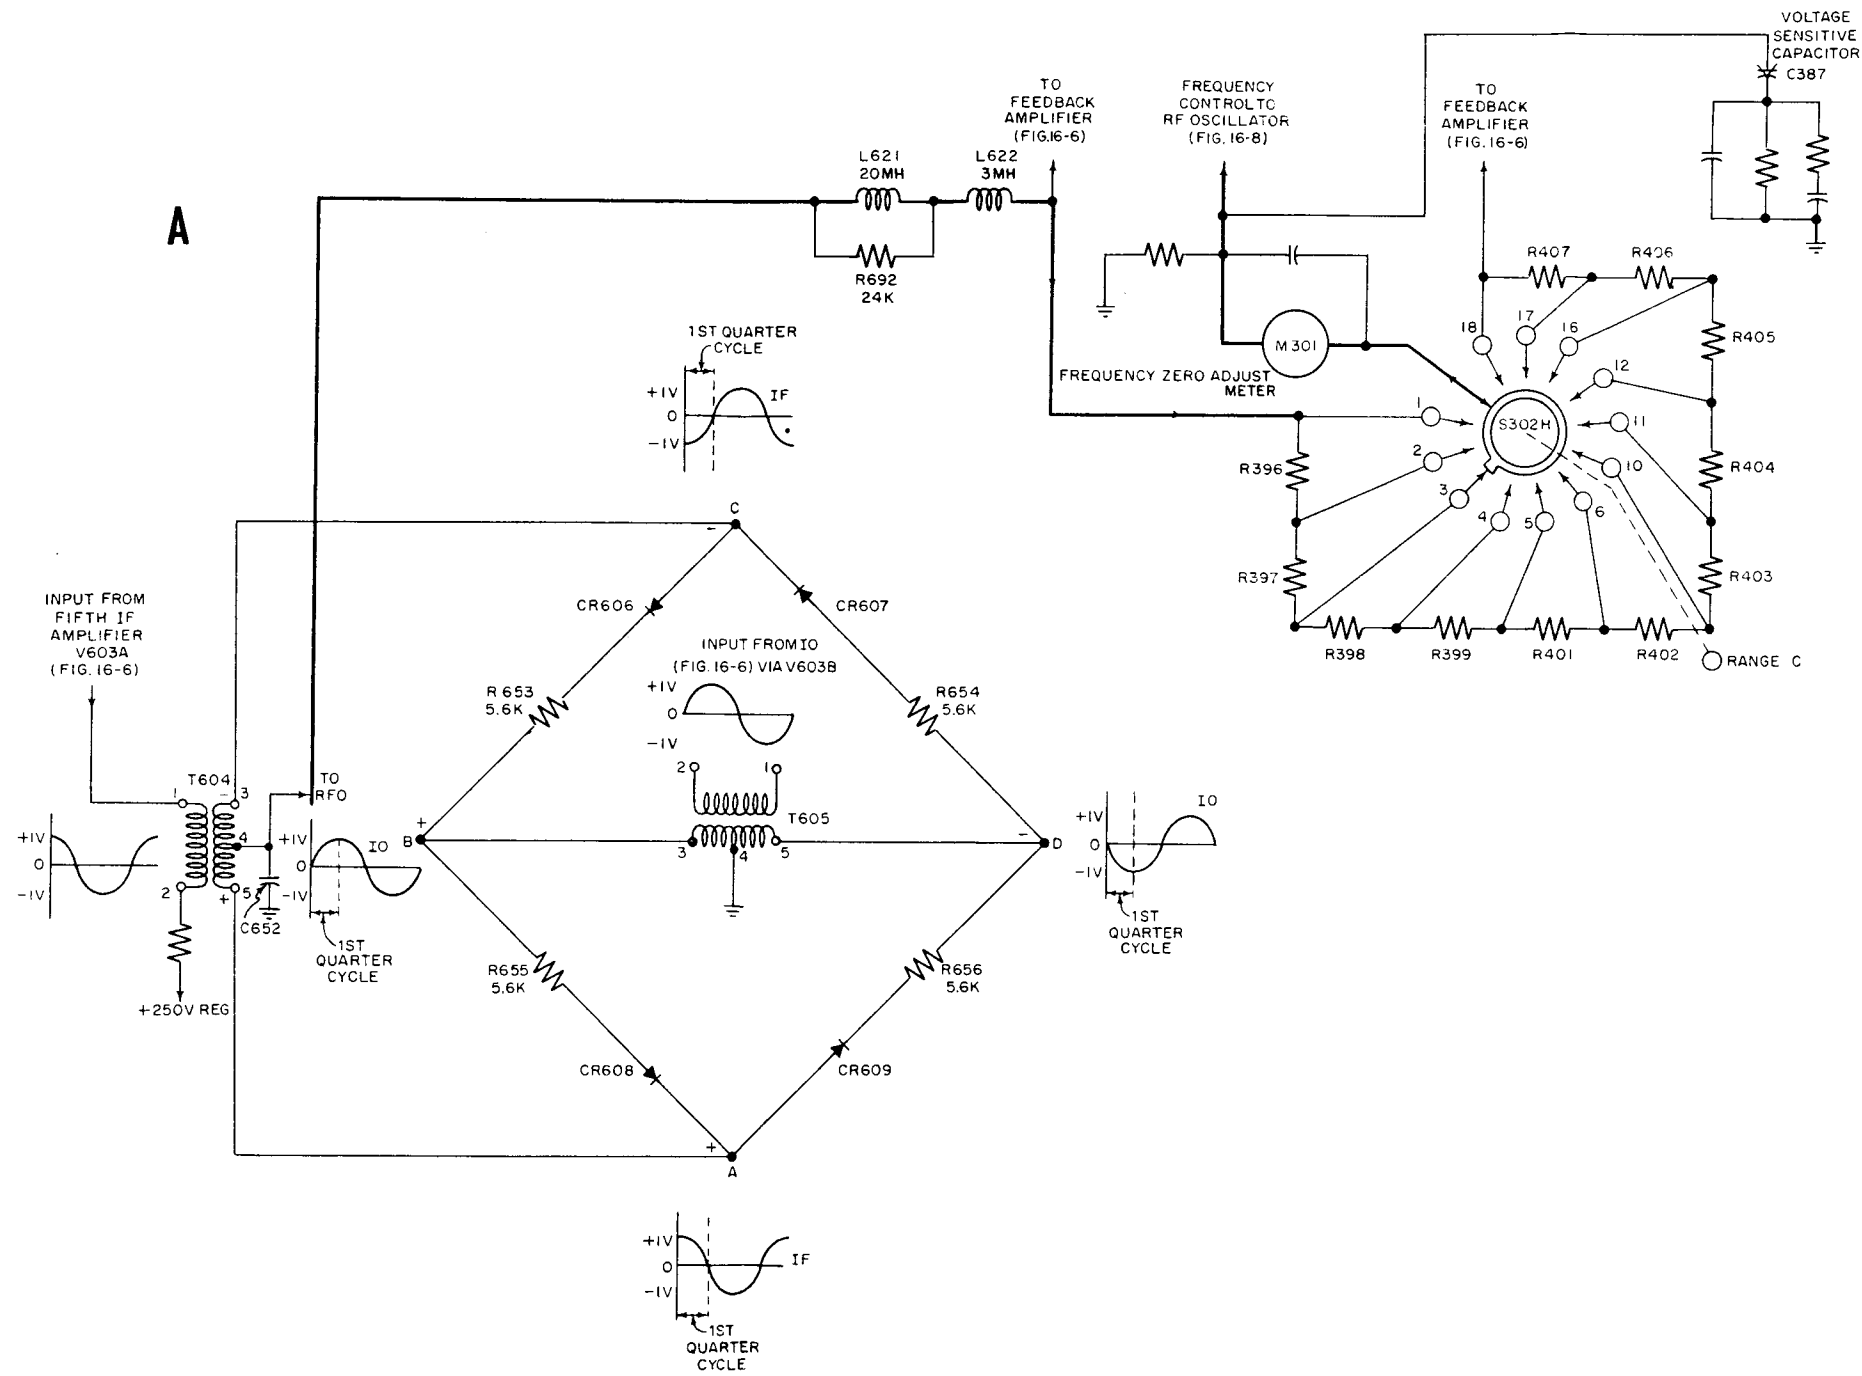 A
VOLTAGE
SENSITIVE
CAPACITOR
C387
TO
FEEDBACK
AMPLIFIER
(FIG.16-6)
FREQUENCY
CONTROL TO
RF OSCILLATOR
(FIG. 16-8)
TO
FEEDBACK
AMPLIFIER
(FIG. 16-6)
L621
20MH
L622
3MH
R692
24K
R407
R406
R405
R404
R403
R402
R401
R399
R398
R397
R396
18
17
16
12
11
10
6
5
4
3
2
1
S302H
RANGE C
M301
FREQUENCY ZERO ADJUST
METER
1ST QUARTER
CYCLE
+1V
0
-1V
IF
C
-
CR606
CR607
INPUT FROM IO
(FIG. 16-6) VIA V603B
+1V
0
-1V
R653
5.6K
R654
5.6K
2
1
T605
3
4
5
INPUT FROM
FIFTH IF
AMPLIFIER
V603A
(FIG. 16-6)
T604
1
-
3
4
2
+
5
TO
RFO
C652
+250V REG
+1V
0
-1V
+1V
0
-1V
IO
1ST
QUARTER
CYCLE
+
B
-
D
+1V
0
-1V
IO
1ST
QUARTER
CYCLE
R655
5.6K
R656
5.6K
CR608
CR609
+
A
+1V
0
-1V
IF
1ST
QUARTER
CYCLE